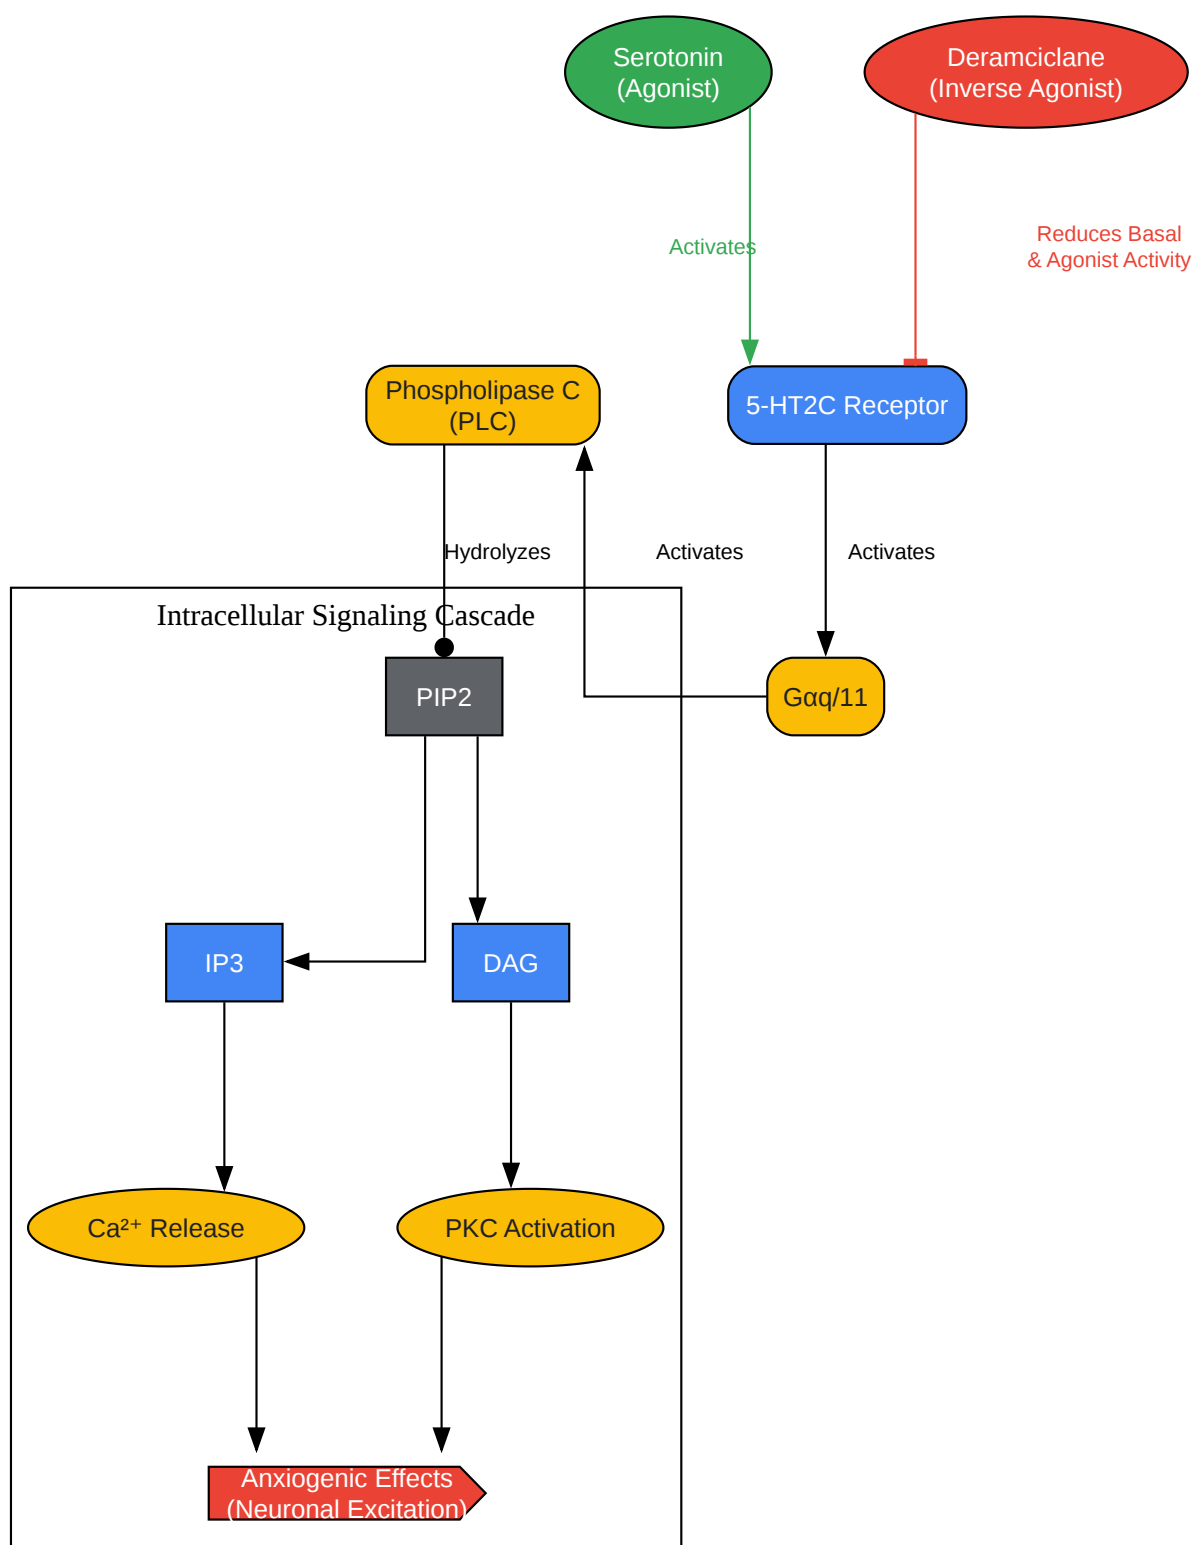 Serotonin
(Agonist)
Deramciclane
(Inverse Agonist)
Activates
Reduces Basal
& Agonist Activity
Phospholipase C
(PLC)
5-HT2C Receptor
Hydrolyzes
Activates
Activates
Intracellular Signaling Cascade
PIP2
Gαq/11
IP3
DAG
Ca²⁺ Release
PKC Activation
Anxiogenic Effects
(Neuronal Excitation)